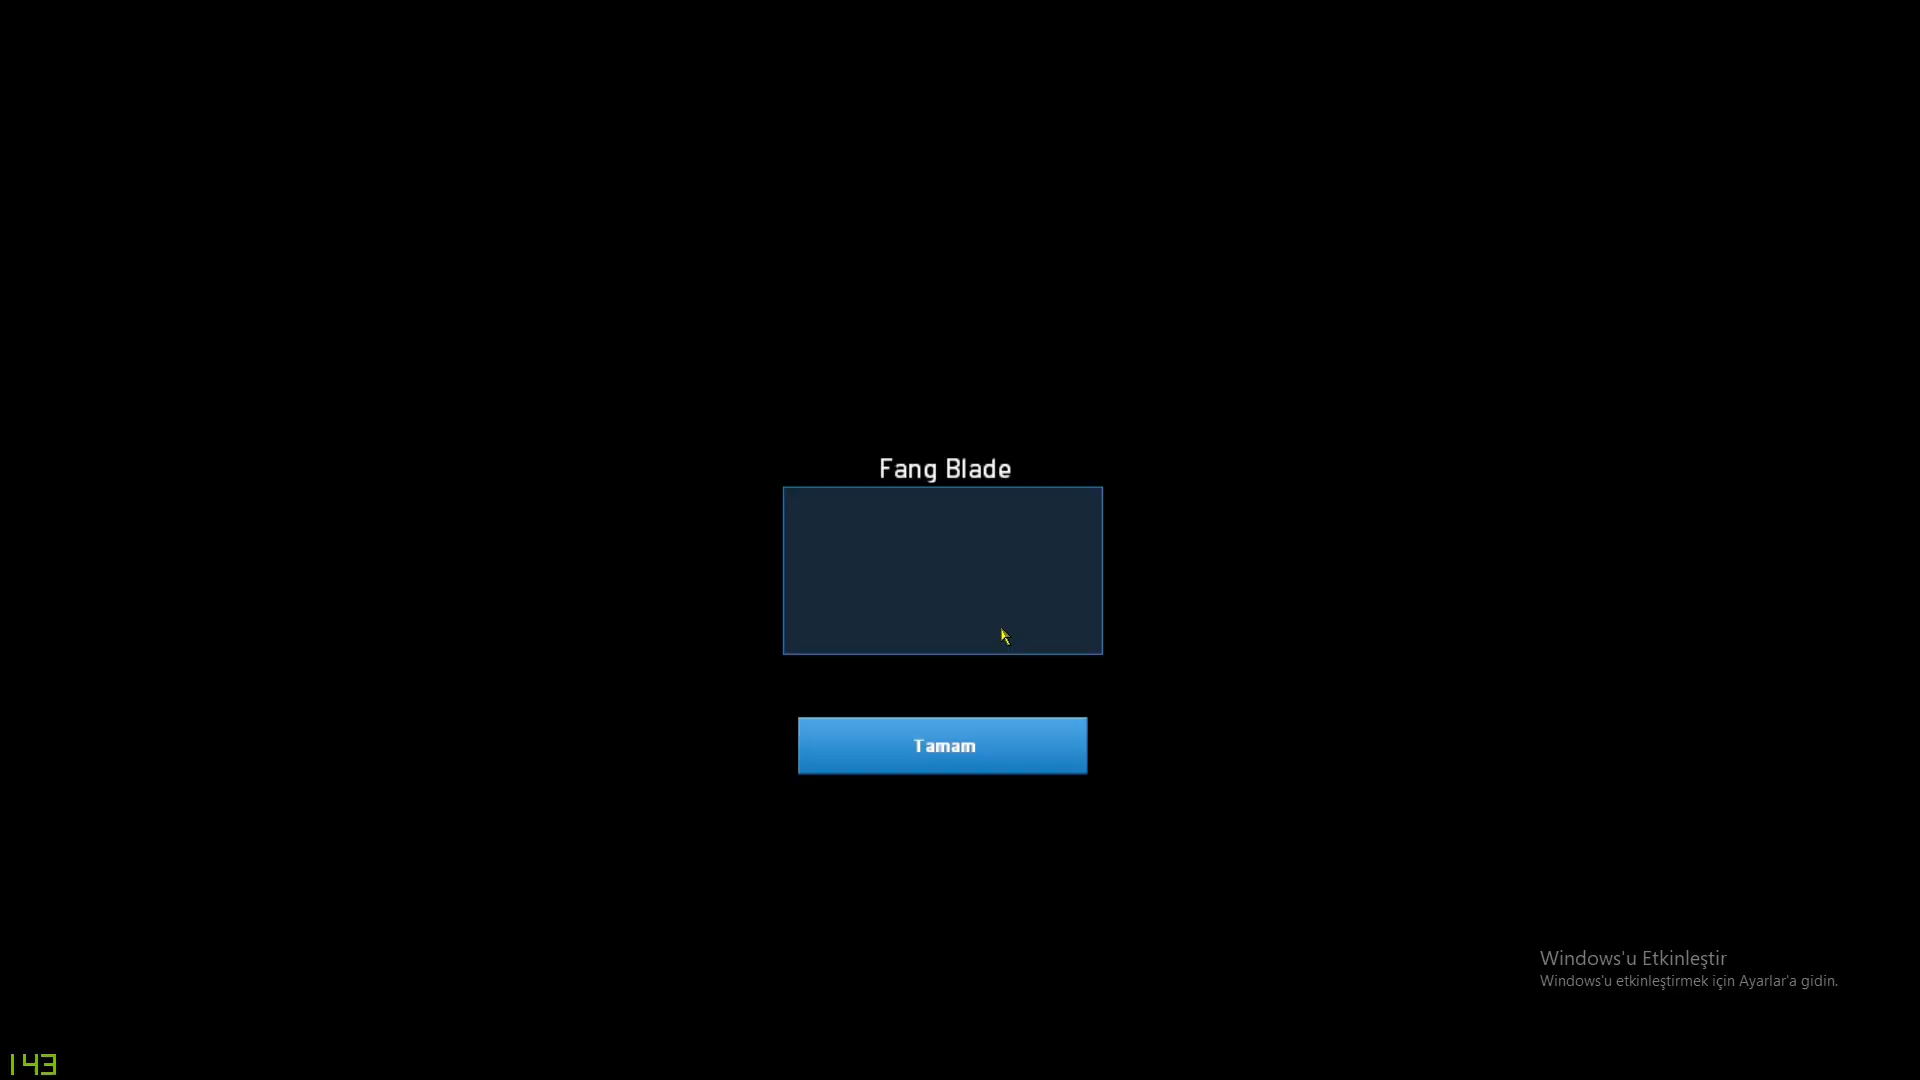 Fang Blade
Tamam
Windows'u Etkinleştir
Windows'u etkinleştirmek için Ayarlar'a gidin.
143